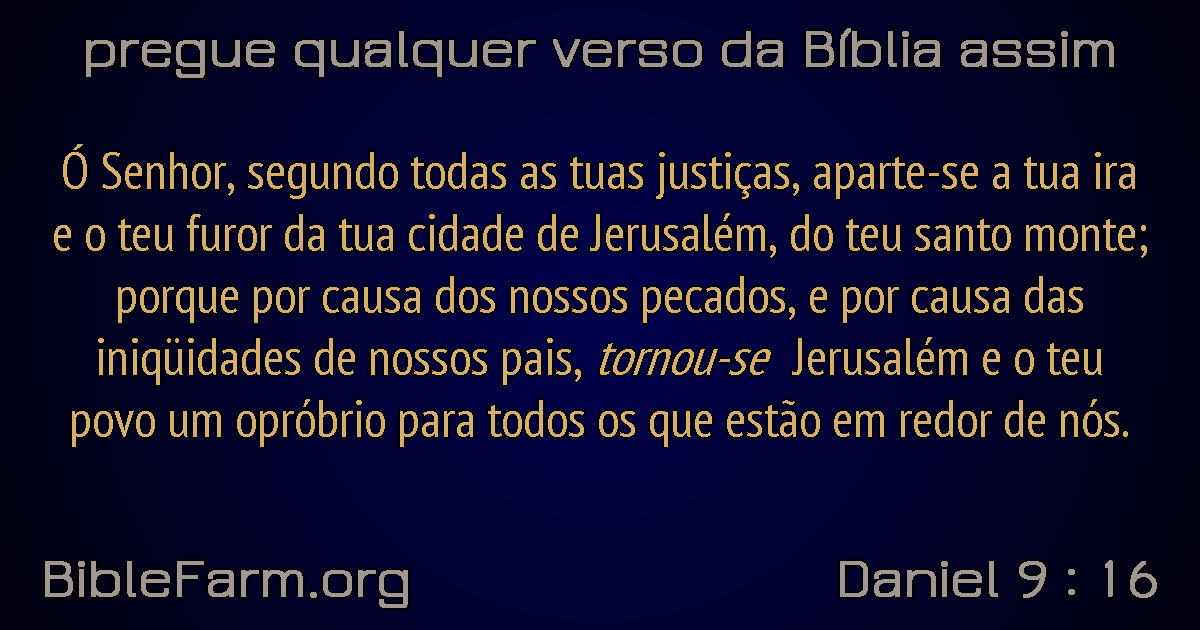 pregue qualquer verso da Bíblia assim
Ó Senhor, segundo todas as tuas justiças, aparte-se a tua ira
e o teu furor da tua cidade de Jerusalém, do teu santo monte;
porque por causa dos nossos pecados, e por causa das
iniqüidades de nossos pais, tornou-se Jerusalém e o teu
povo um opróbrio para todos os que estão em redor de nós.
BibleFarm.org
Daniel 9 : 16